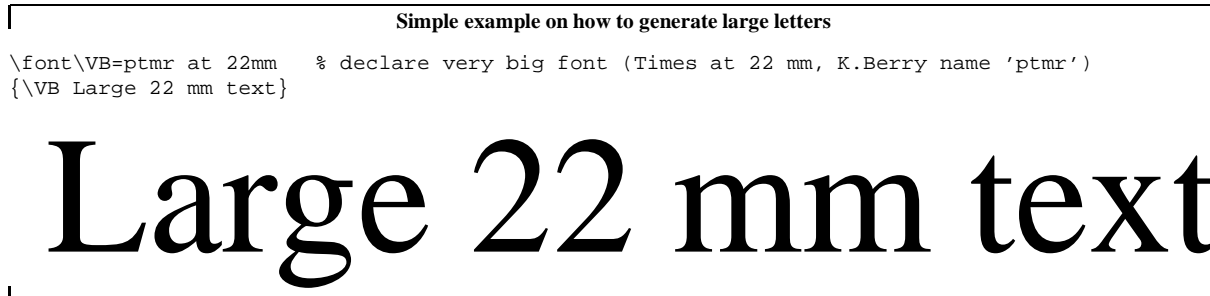 Simple example on how to generate large letters
\font\VB=ptmr at 22mm   % declare very big font (Times at 22 mm, K.Berry name ’ptmr’)
{\VB Large 22 mm text}
Large 22 mm text